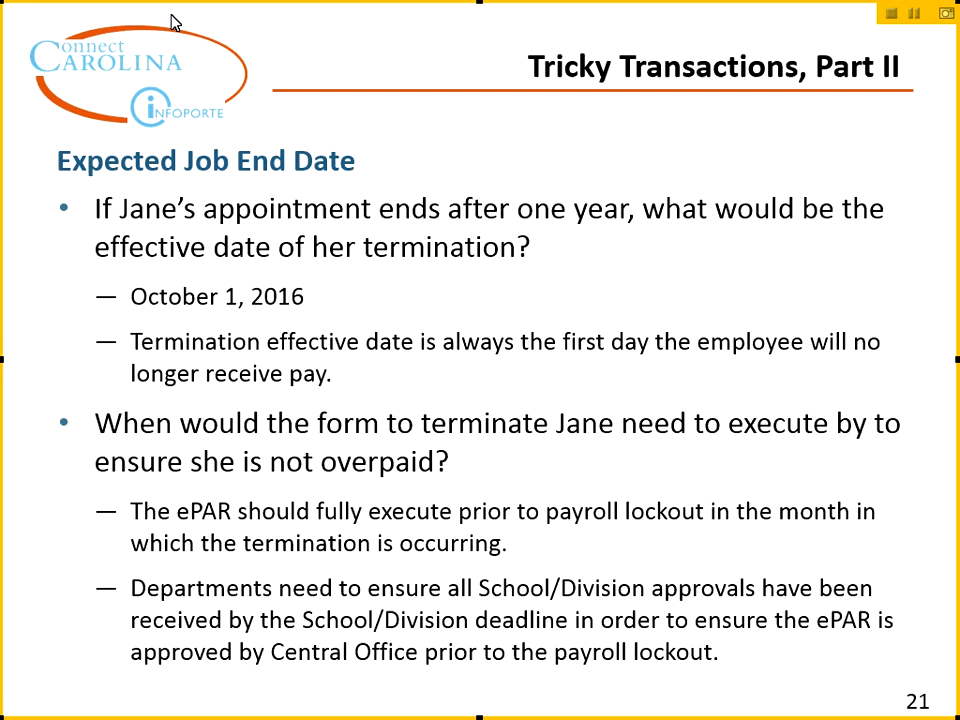 Connect
CAROLINA
INFOPORTE
Tricky Transactions, Part II
Expected Job End Date
• If Jane’s appointment ends after one year, what would be the
effective date of her termination?
— October 1, 2016
— Termination effective date is always the first day the employee will no
longer receive pay.
• When would the form to terminate Jane need to execute by to
ensure she is not overpaid?
— The ePAR should fully execute prior to payroll lockout in the month in
which the termination is occurring.
— Departments need to ensure all School/Division approvals have been
received by the School/Division deadline in order to ensure the ePAR is
approved by Central Office prior to the payroll lockout.
21